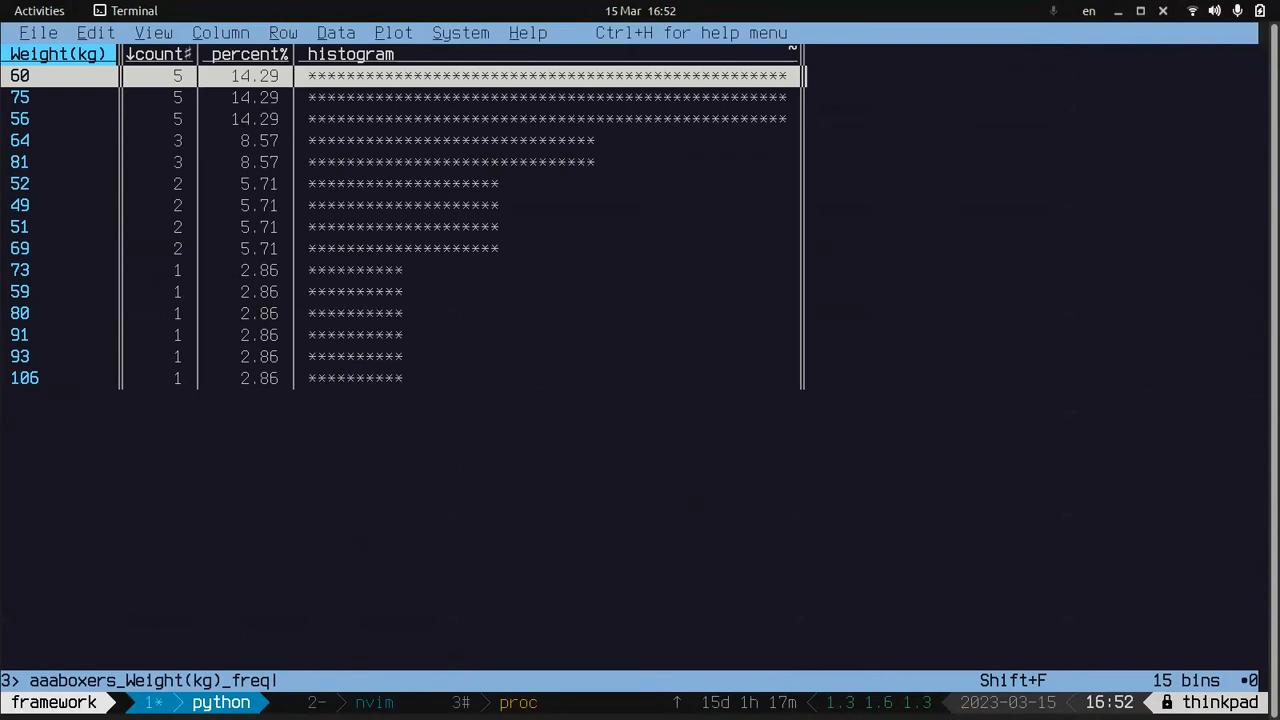 Activities Terminal 15 Mar 16:52 en
File Edit View Column Row Data Plot System Help Ctrl+H for help menu
Weight(kg) ↓count♯ percent% histogram ~
60 5 14.29 **************************************************
75 5 14.29 **************************************************
56 5 14.29 **************************************************
64 3 8.57 ******************************
81 3 8.57 ******************************
52 2 5.71 ********************
49 2 5.71 ********************
51 2 5.71 ********************
69 2 5.71 ********************
73 1 2.86 **********
59 1 2.86 **********
80 1 2.86 **********
91 1 2.86 **********
93 1 2.86 **********
106 1 2.86 **********
3> aaaboxers_Weight(kg)_freq| Shift+F 15 bins •0
framework 1* python 2- nvim 3# proc ↑ 15d 1h 17m 1.3 1.6 1.3 2023-03-15 16:52 thinkpad